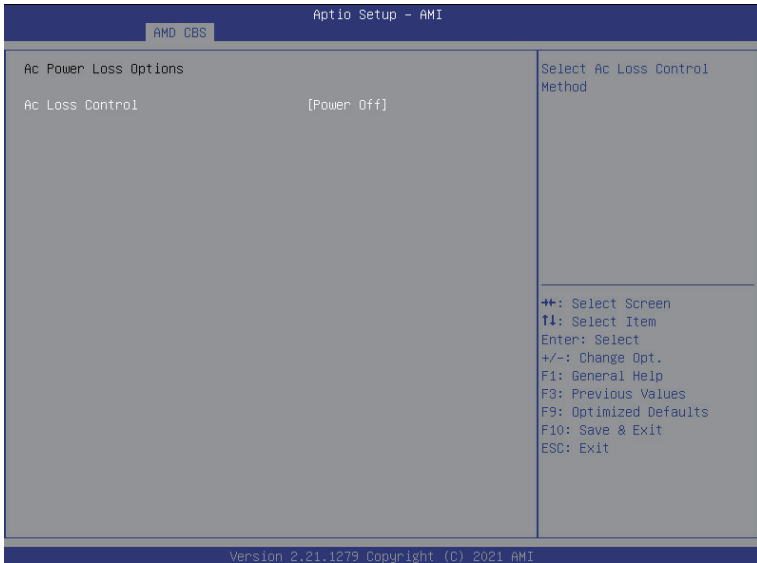 Aptio Setup – AMI
AMD CBS
Ac Power Loss Options
Ac Loss Control [Power Off]
Select Ac Loss Control
Method
→←: Select Screen
↑↓: Select Item
Enter: Select
+/-: Change Opt.
F1: General Help
F3: Previous Values
F9: Optimized Defaults
F10: Save & Exit
ESC: Exit
Version 2.21.1279 Copyright (C) 2021 AMI